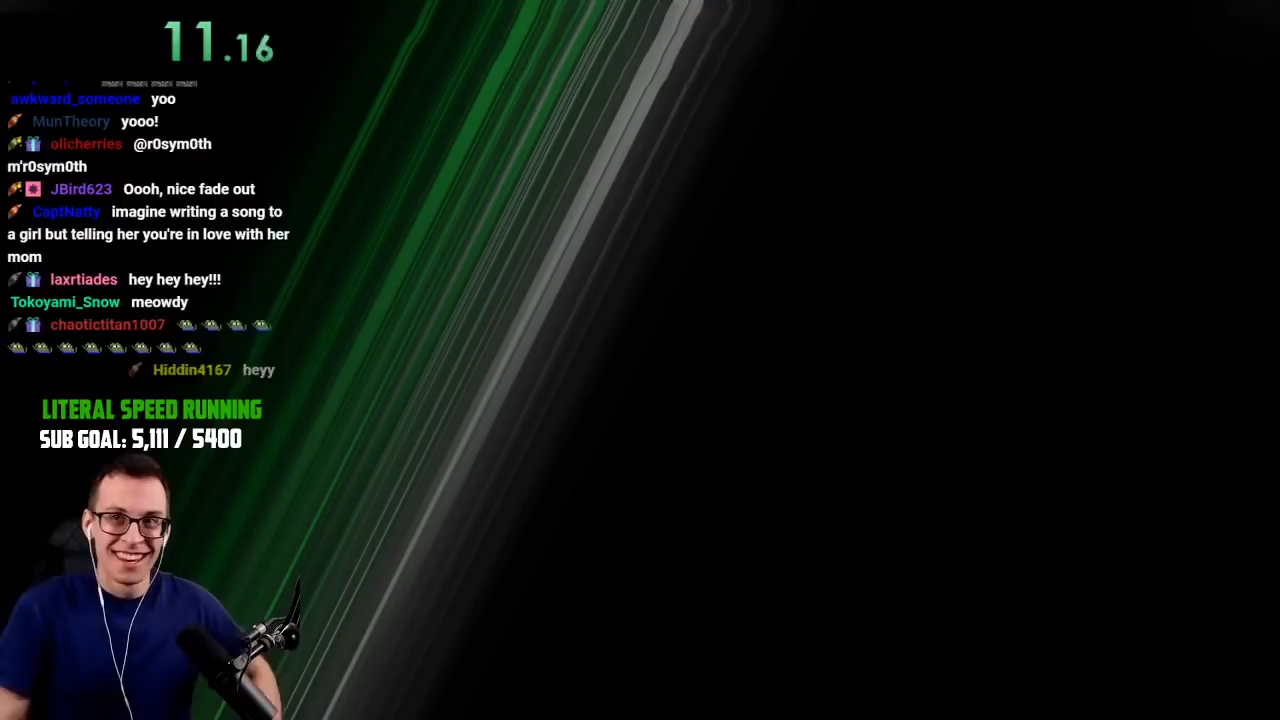 11.16
awkward_someone yoo
MunTheory yooo!
olicherries @r0sym0th
m'r0sym0th
JBird623 Oooh, nice fade out
CaptNatty imagine writing a song to
a girl but telling her you're in love with her
mom
laxrtiades hey hey hey!!!
Tokoyami_Snow meowdy
chaotictitan1007
Hiddin4167 heyy
LITERAL SPEED RUNNING
SUB GOAL: 5,111 / 5400